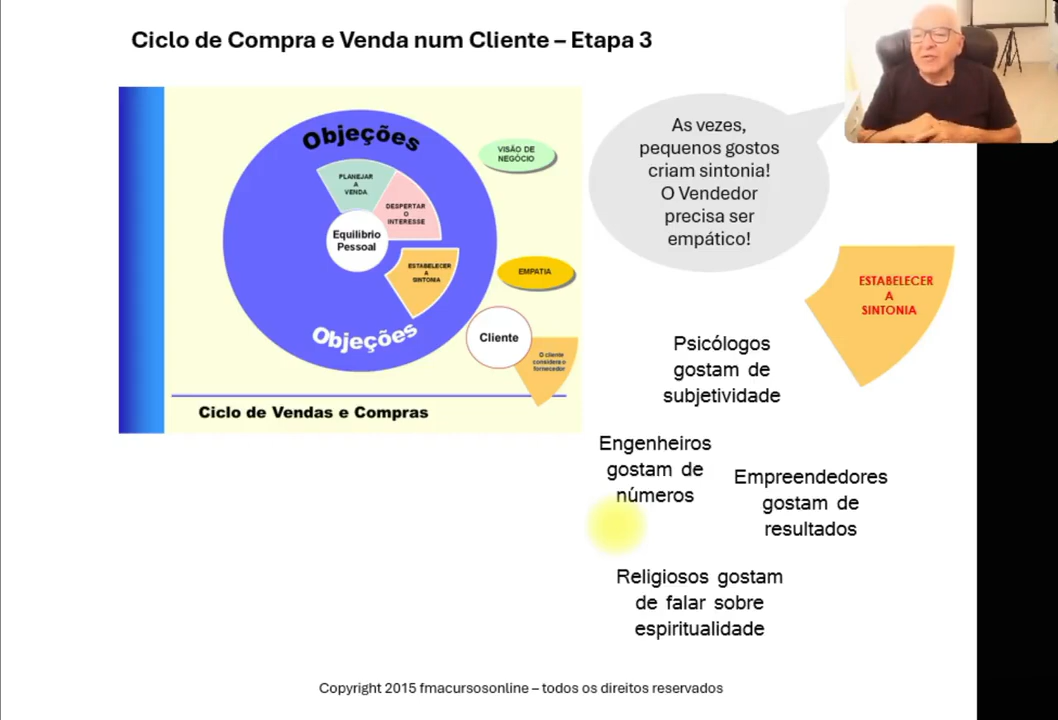 Ciclo de Compra e Venda num Cliente – Etapa 3
Objeções
PLANEJAR
A
VENDA
DESPERTAR
O
INTERESSE
Equilíbrio
Pessoal
ESTABELECER
A
SINTONIA
Objeções
VISÃO DE
NEGÓCIO
EMPATIA
Cliente
O cliente
considera o
fornecedor
Ciclo de Vendas e Compras
As vezes,
pequenos gostos
criam sintonia!
O Vendedor
precisa ser
empático!
ESTABELECER
A
SINTONIA
Psicólogos
gostam de
subjetividade
Engenheiros
gostam de
números
Empreendedores
gostam de
resultados
Religiosos gostam
de falar sobre
espiritualidade
Copyright 2015 fmacursosonline – todos os direitos reservados